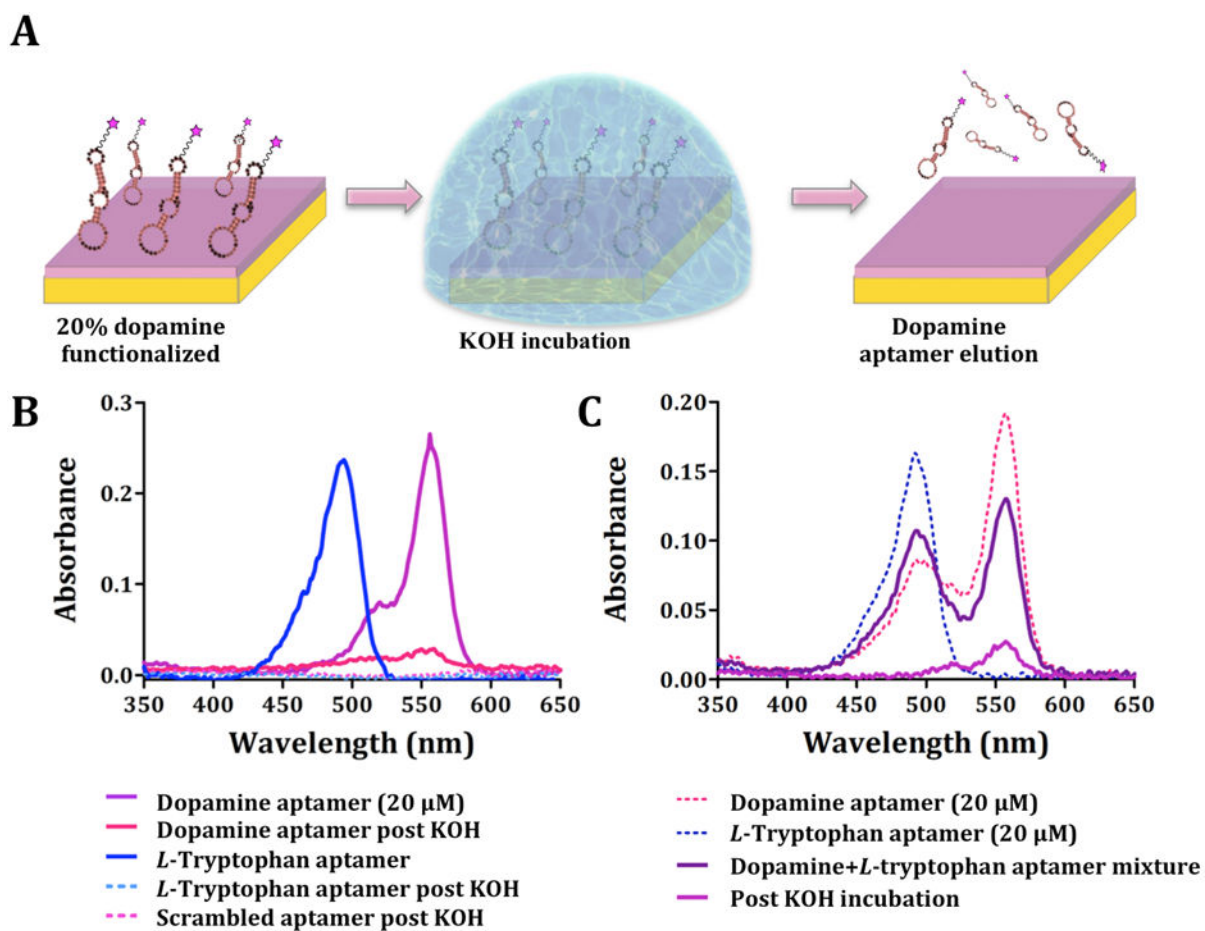 A
20% dopamine
functionalized
KOH incubation
Dopamine
aptamer elution
B
Absorbance
0.3
0.2
0.1
0.0
350 400 450 500 550 600 650
Wavelength (nm)
Dopamine aptamer (20 µM)
Dopamine aptamer post KOH
L-Tryptophan aptamer
L-Tryptophan aptamer post KOH
Scrambled aptamer post KOH
C
Absorbance
0.20
0.15
0.10
0.05
0.00
350 400 450 500 550 600 650
Wavelength (nm)
Dopamine aptamer (20 µM)
L-Tryptophan aptamer (20 µM)
Dopamine+L-tryptophan aptamer mixture
Post KOH incubation